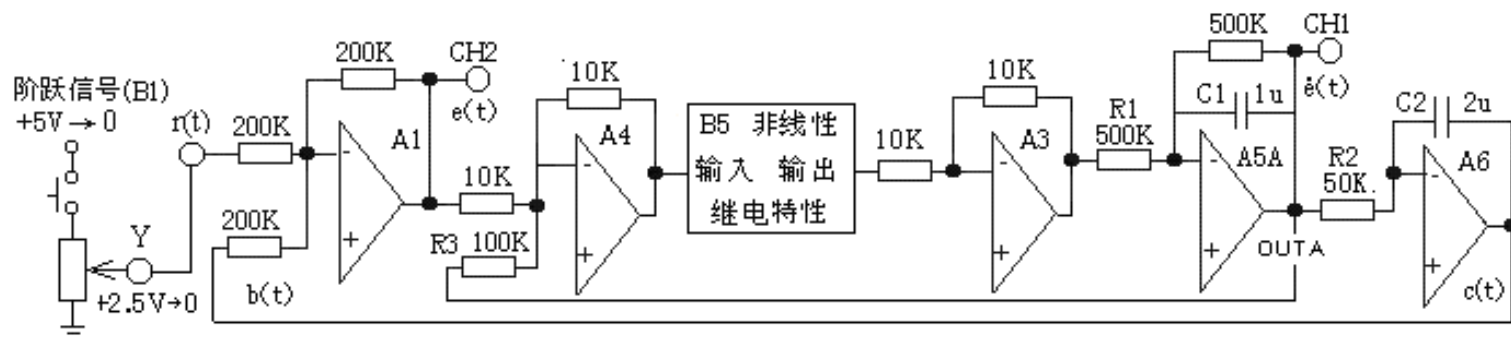 阶跃信号(B1)
+5V→0
Y
+2.5V→0
r(t)
200K
200K
b(t)
200K
-
+
A1
CH2
e(t)
10K
R3 100K
10K
-
+
A4
B5 非线性
输入 输出
继电特性
10K
10K
-
+
A3
R1
500K
500K
C1
1u
-
+
A5A
CH1
ė(t)
OUTA
R2
50K.
C2
2u
-
+
A6
c(t)